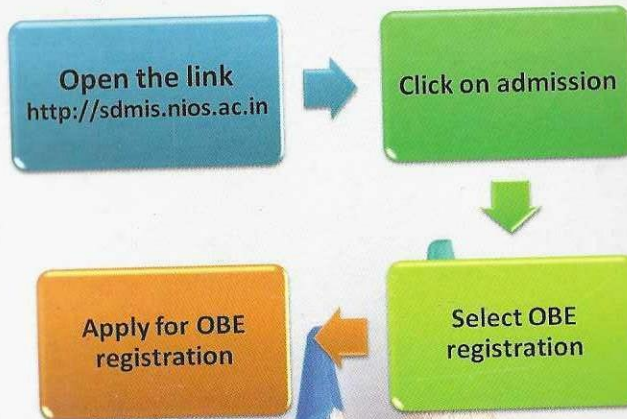 Open the link
http://sdmis.nios.ac.in
Click on admission
Select OBE
registration
Apply for OBE
registration